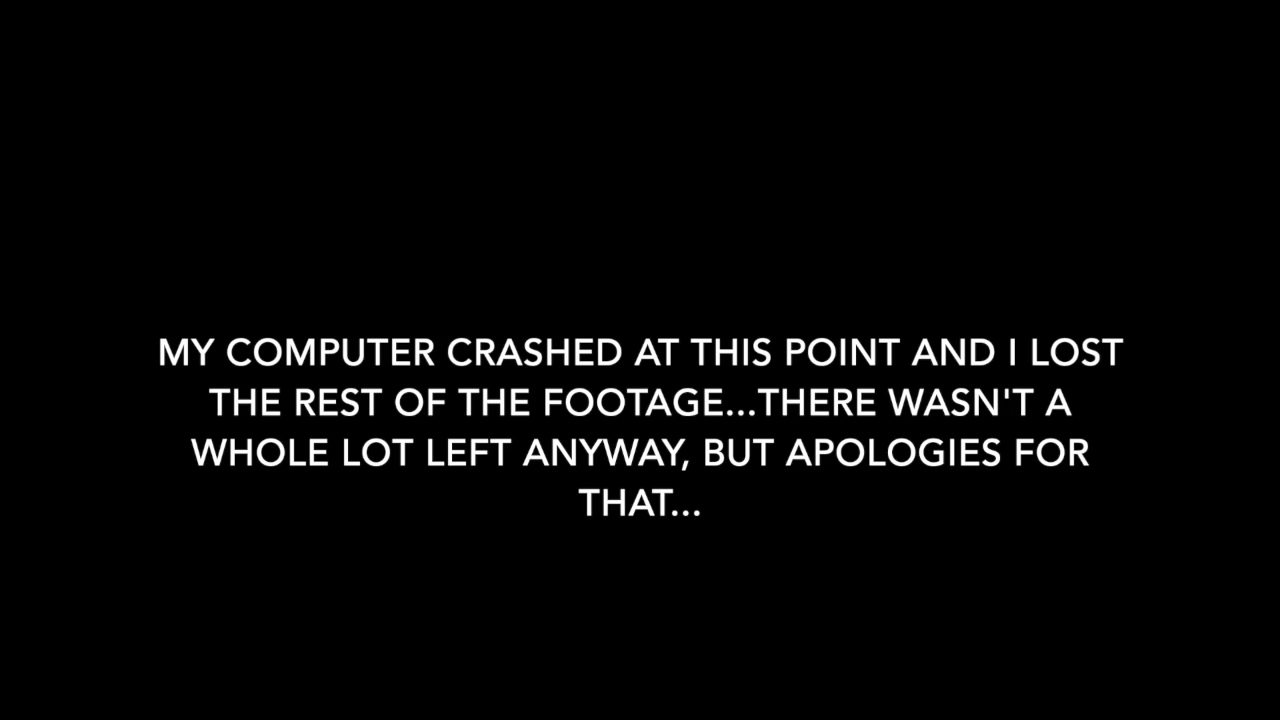 MY COMPUTER CRASHED AT THIS POINT AND I LOST
THE REST OF THE FOOTAGE...THERE WASN'T A
WHOLE LOT LEFT ANYWAY, BUT APOLOGIES FOR
THAT...